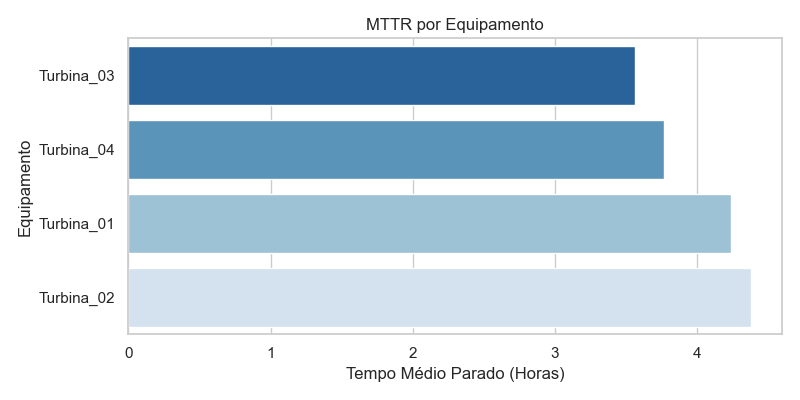 MTTR por Equipamento
Equipamento
Turbina_03
Turbina_04
Turbina_01
Turbina_02
0 1 2 3 4
Tempo Médio Parado (Horas)